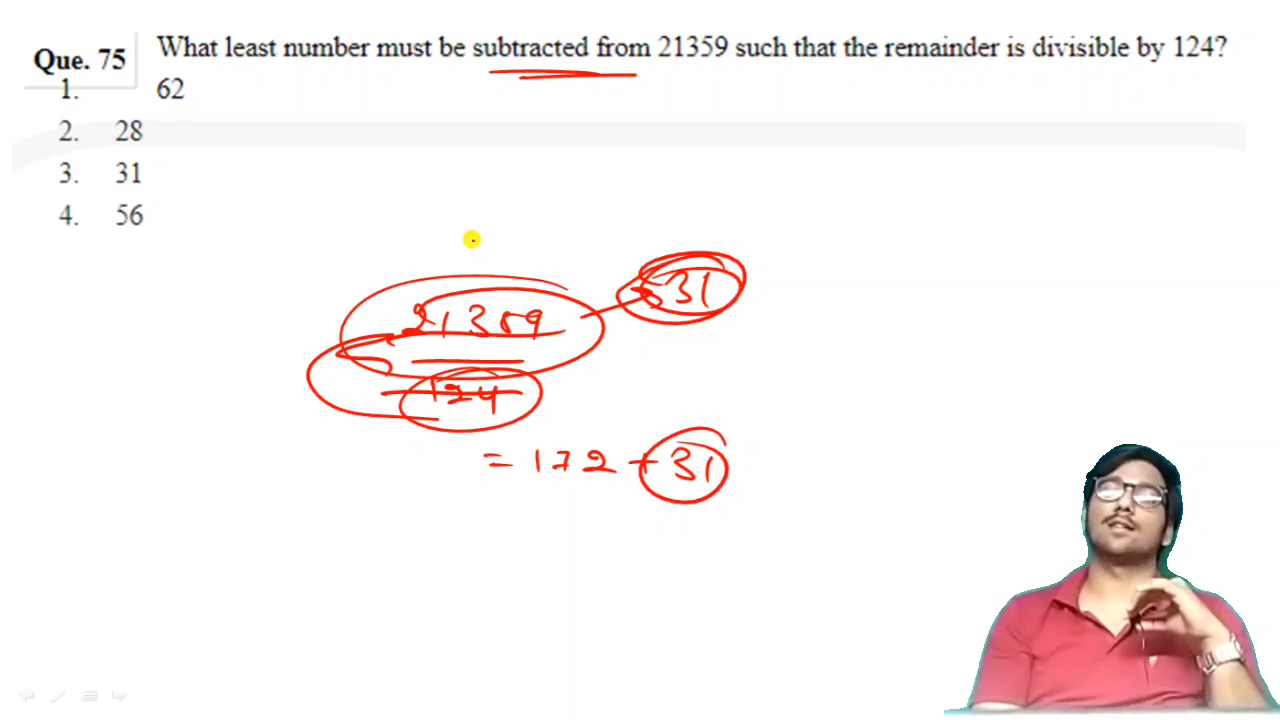 Que. 75 What least number must be subtracted from 21359 such that the remainder is divisible by 124?
1. 62
2. 28
3. 31
4. 56
21359 - 31
124
= 172 + 31